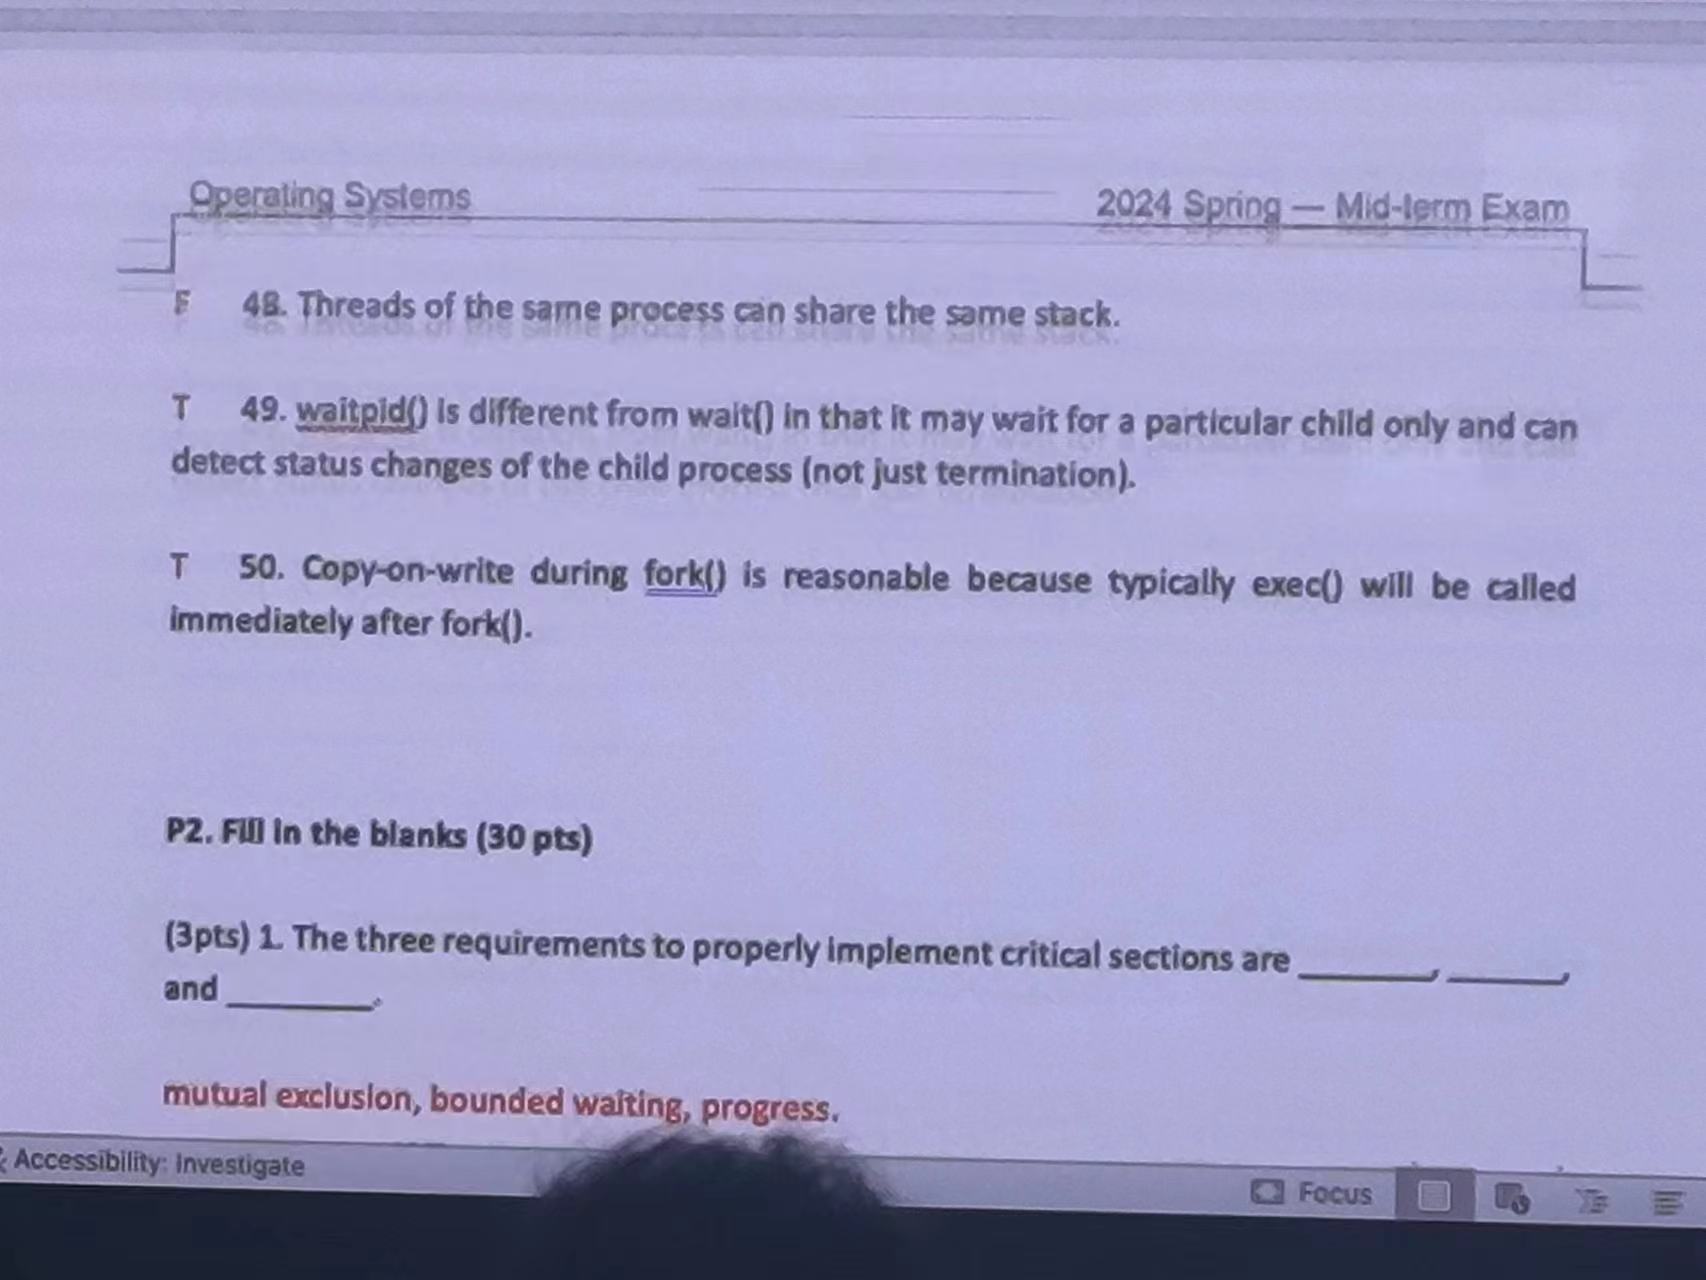 Operating Systems 2024 Spring — Mid-term Exam
F 48. Threads of the same process can share the same stack.
T 49. waitpid() is different from wait() in that it may wait for a particular child only and can
detect status changes of the child process (not just termination).
T 50. Copy-on-write during fork() is reasonable because typically exec() will be called
immediately after fork().
P2. Fill in the blanks (30 pts)
(3pts) 1. The three requirements to properly implement critical sections are ________, _______,
and ________.
mutual exclusion, bounded waiting, progress.
Accessibility: Investigate Focus